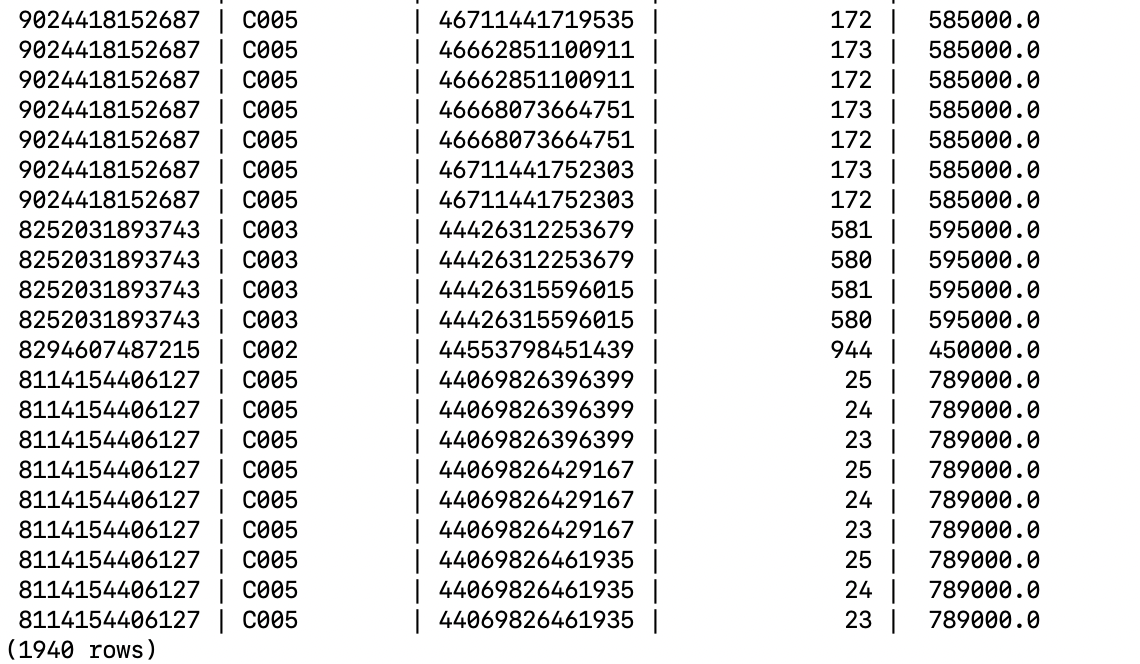 9024418152687 | C005 | 46711441719535 | 172 | 585000.0
9024418152687 | C005 | 46662851100911 | 173 | 585000.0
9024418152687 | C005 | 46662851100911 | 172 | 585000.0
9024418152687 | C005 | 46668073664751 | 173 | 585000.0
9024418152687 | C005 | 46668073664751 | 172 | 585000.0
9024418152687 | C005 | 46711441752303 | 173 | 585000.0
9024418152687 | C005 | 46711441752303 | 172 | 585000.0
8252031893743 | C003 | 44426312253679 | 581 | 595000.0
8252031893743 | C003 | 44426312253679 | 580 | 595000.0
8252031893743 | C003 | 44426315596015 | 581 | 595000.0
8252031893743 | C003 | 44426315596015 | 580 | 595000.0
8294607487215 | C002 | 44553798451439 | 944 | 450000.0
8114154406127 | C005 | 44069826396399 | 25 | 789000.0
8114154406127 | C005 | 44069826396399 | 24 | 789000.0
8114154406127 | C005 | 44069826396399 | 23 | 789000.0
8114154406127 | C005 | 44069826429167 | 25 | 789000.0
8114154406127 | C005 | 44069826429167 | 24 | 789000.0
8114154406127 | C005 | 44069826429167 | 23 | 789000.0
8114154406127 | C005 | 44069826461935 | 25 | 789000.0
8114154406127 | C005 | 44069826461935 | 24 | 789000.0
8114154406127 | C005 | 44069826461935 | 23 | 789000.0
(1940 rows)